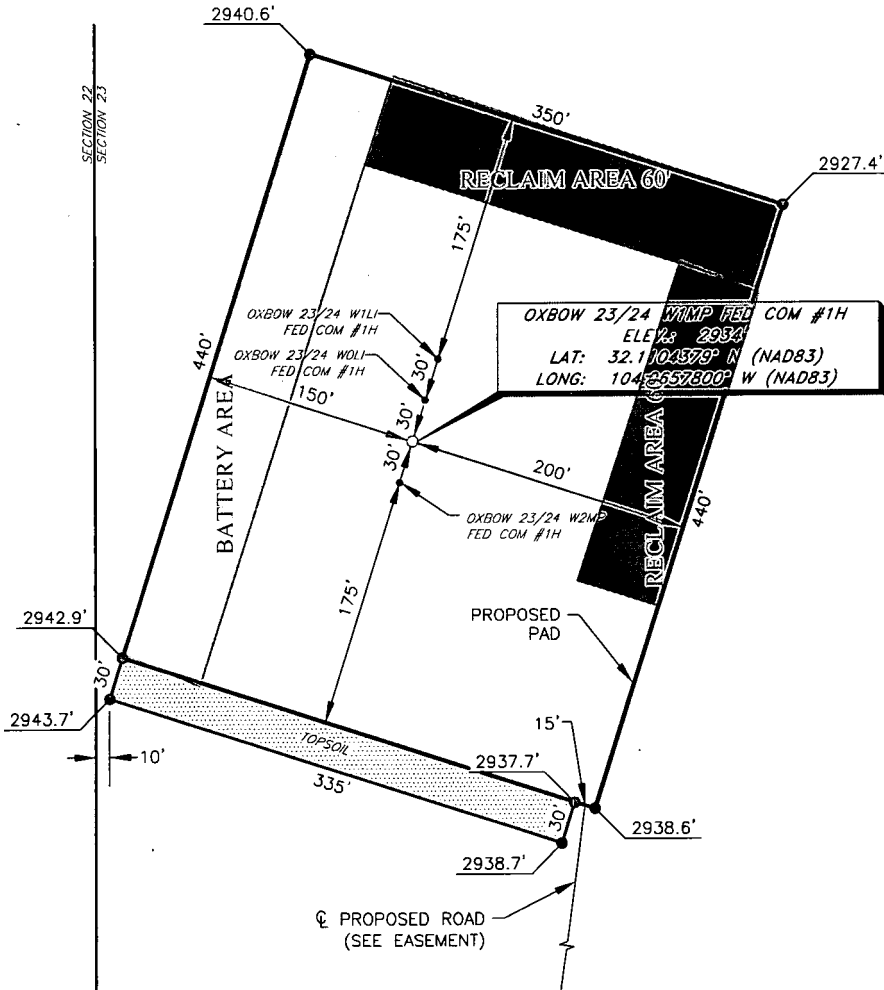 2940.6'
SECTION 22
SECTION 23
350'
2927.4'
RECLAIM AREA 60'
175'
OXBOW 23/24 W1LI
FED COM #1H
OXBOW 23/24 WOLI
FED COM #1H
30'
30'
30'
OXBOW 23/24 W1MP FED COM #1H
ELEV.: 2934'
LAT: N (NAD83)
LONG: W (NAD83)
440'
150'
200'
BATTERY AREA
RECLAIM AREA 60'
440'
OXBOW 23/24 W2MP
FED COM #1H
175'
PROPOSED
PAD
2942.9'
30'
2943.7'
10'
TOPSOIL
335'
15'
2937.7'
30'
2938.6'
2938.7'
℄ PROPOSED ROAD
(SEE EASEMENT)